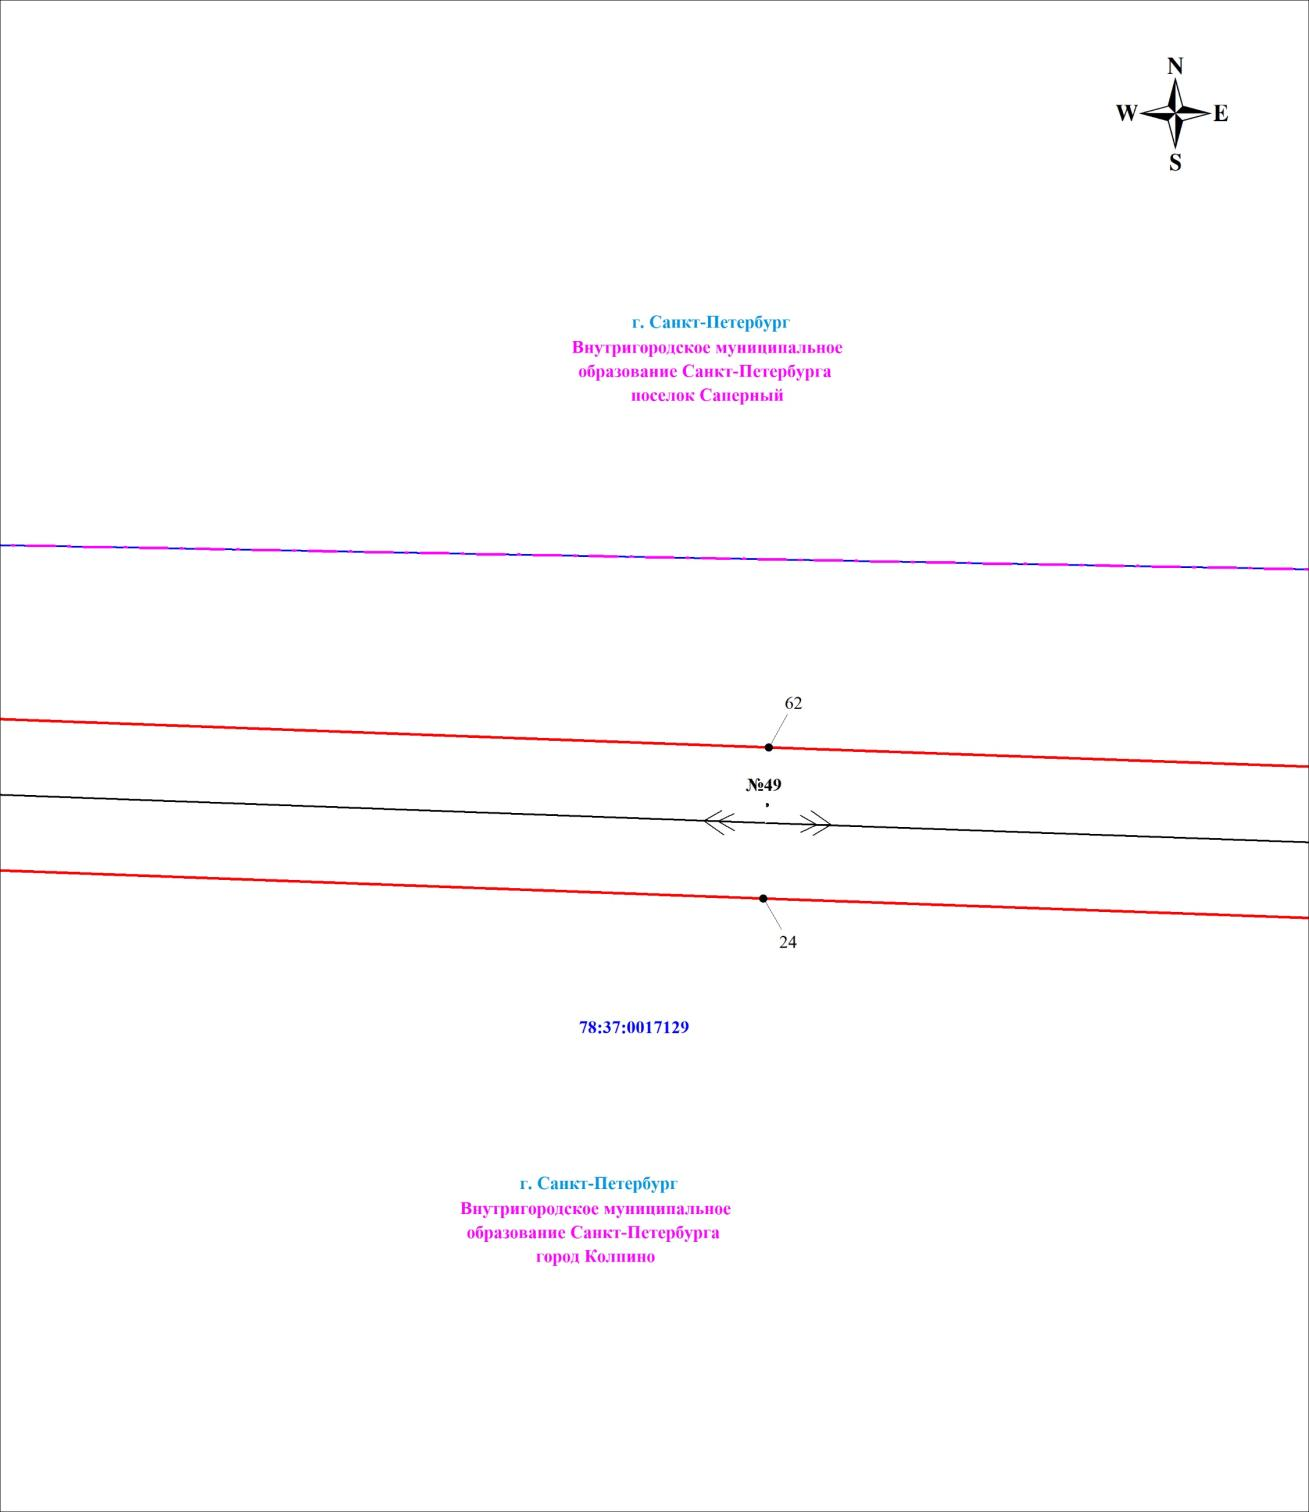 N
W E
S
г. Санкт-Петербург
Внутригородское муниципальное
образование Санкт-Петербурга
поселок Саперный
62
№49
24
78:37:0017129
г. Санкт-Петербург
Внутригородское муниципальное
образование Санкт-Петербурга
город Колпино